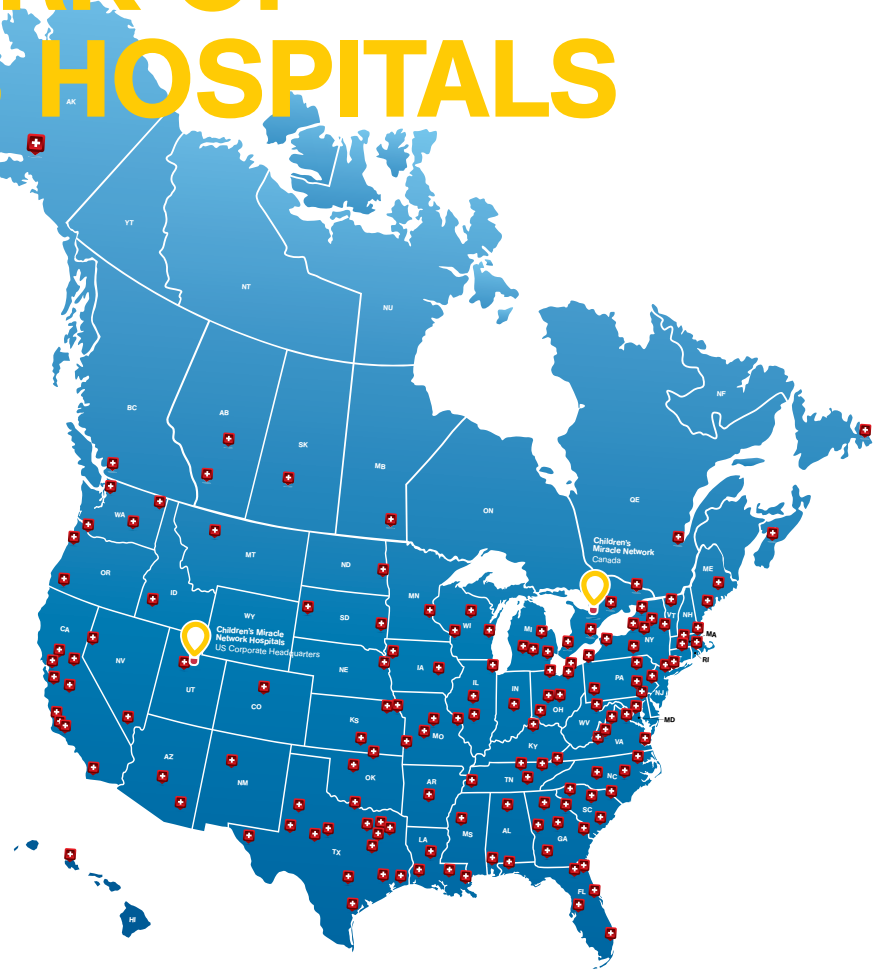 RK OF
HOSPITALS
AK
YT
NT
NU
BC
AB
SK
MB
ON
QE
NF
Children's
Miracle Network
Canada
WA
MT
ND
MN
ME
OR
ID
WY
SD
WI
MI
VT
NH
NY
MA
RI
CA
NV
Children's Miracle
Network Hospitals
US Corporate Headquarters
UT
NE
IA
IL
IN
OH
PA
NJ
MD
CO
KS
MO
WV
VA
KY
AZ
NM
OK
AR
TN
NC
SC
TX
LA
MS
AL
GA
FL
HI